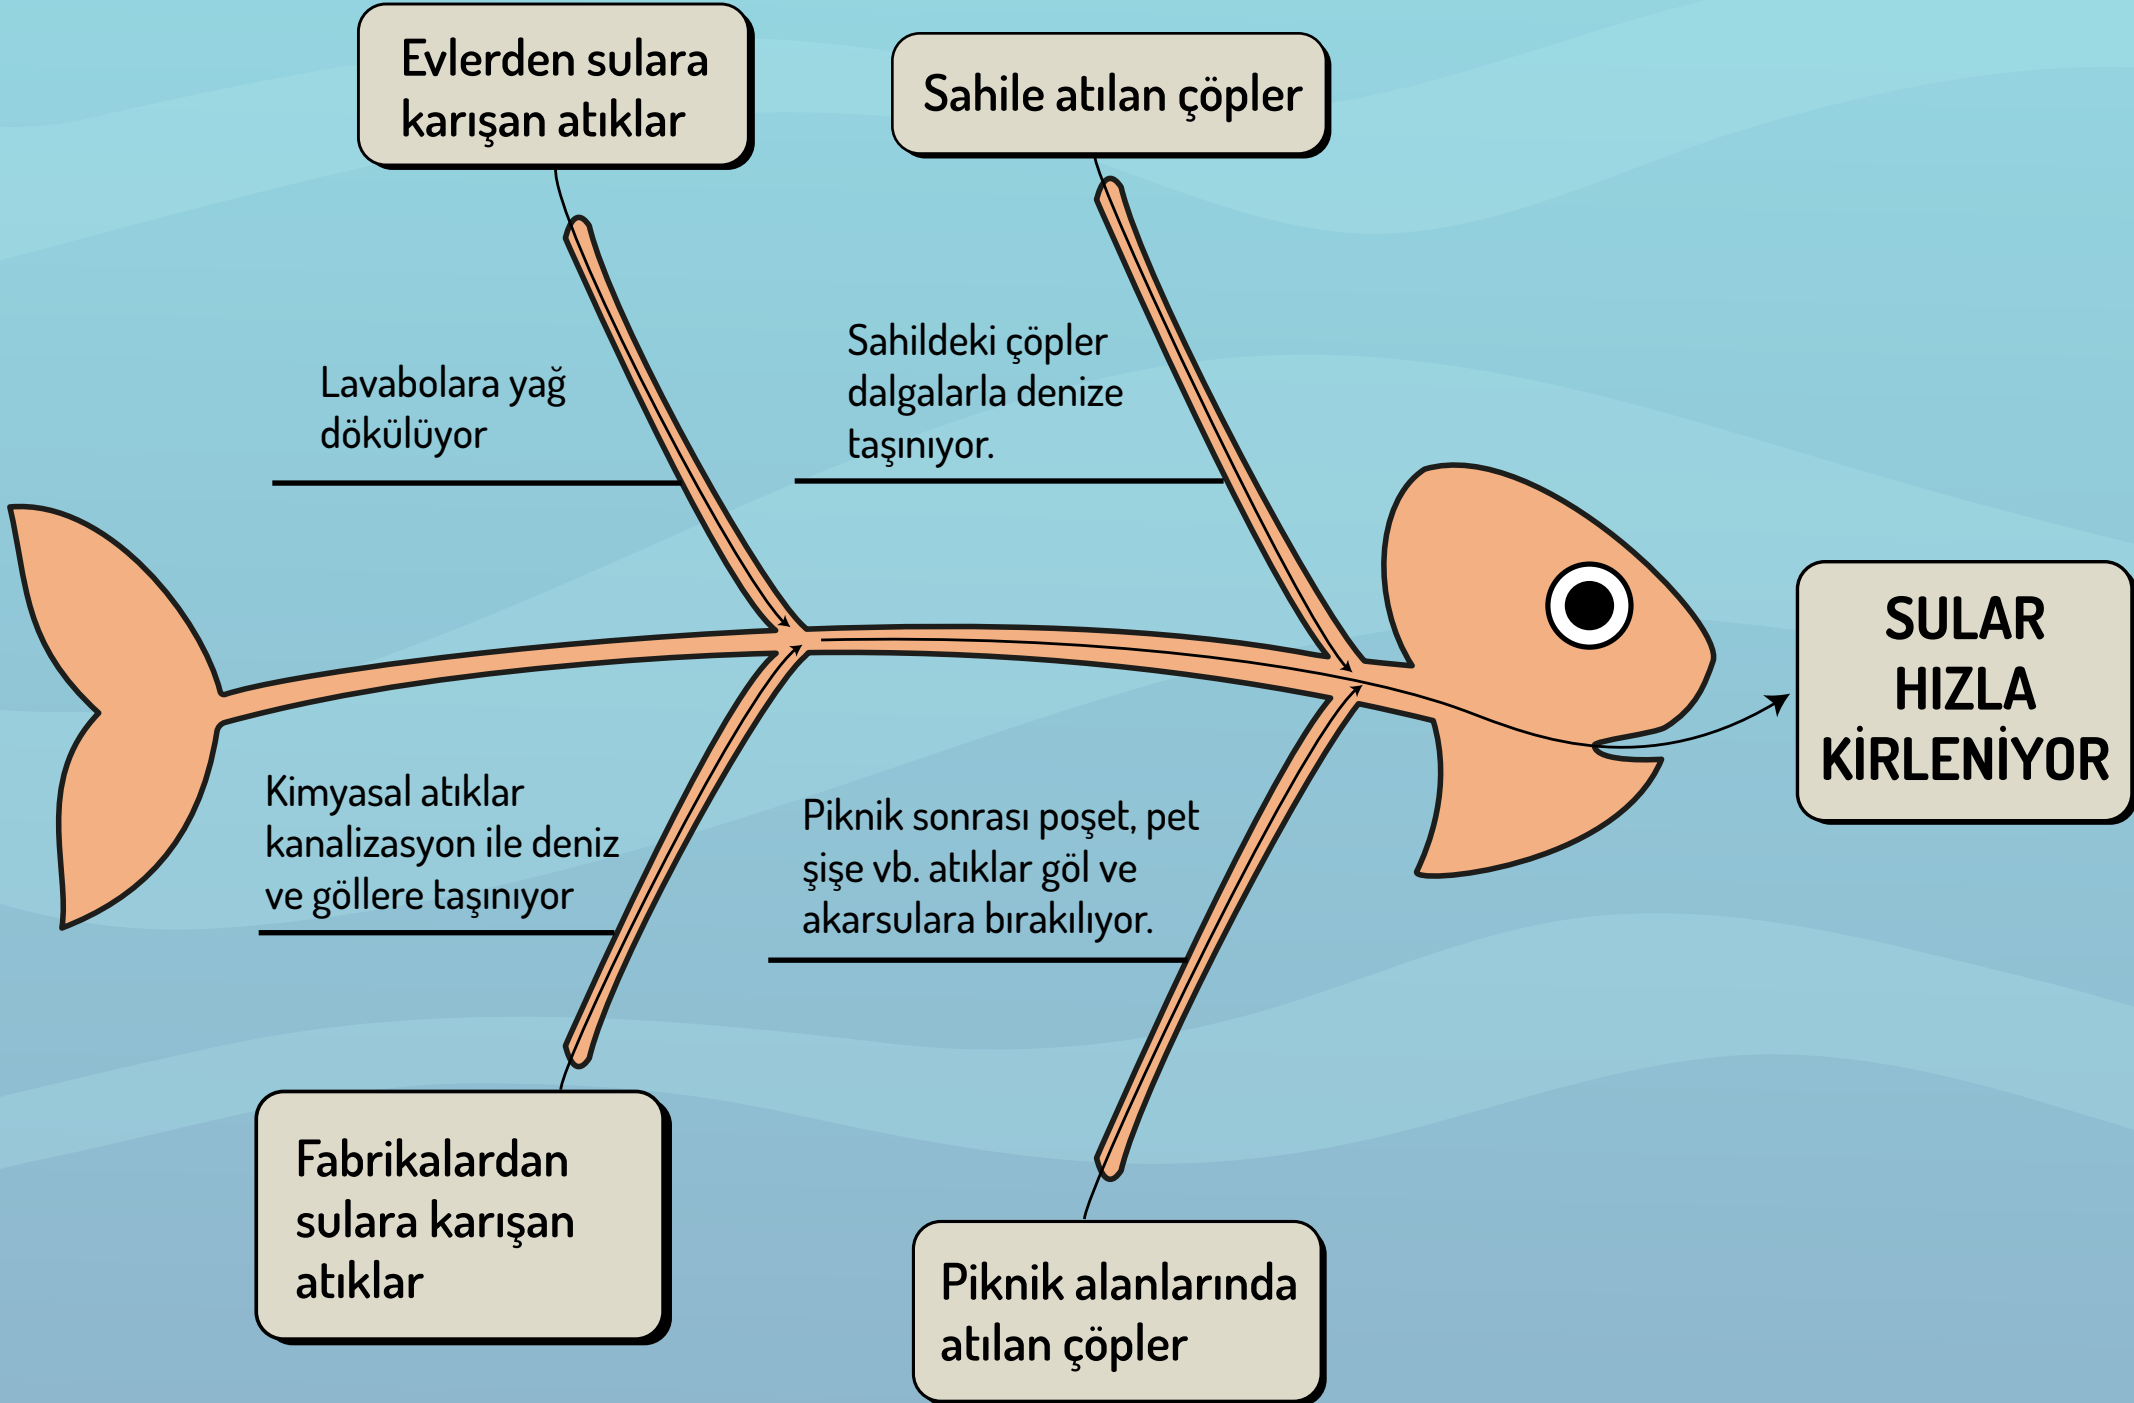 Evlerden sulara
karışan atıklar
Sahile atılan çöpler
Lavabolara yağ
dökülüyor
Sahildeki çöpler
dalgalarla denize
taşınıyor.
SULAR
HIZLA
KİRLENİYOR
Kimyasal atıklar
kanalizasyon ile deniz
ve göllere taşınıyor
Piknik sonrası poşet, pet
şişe vb. atıklar göl ve
akarsulara bırakılıyor.
Fabrikalardan
sulara karışan
atıklar
Piknik alanlarında
atılan çöpler